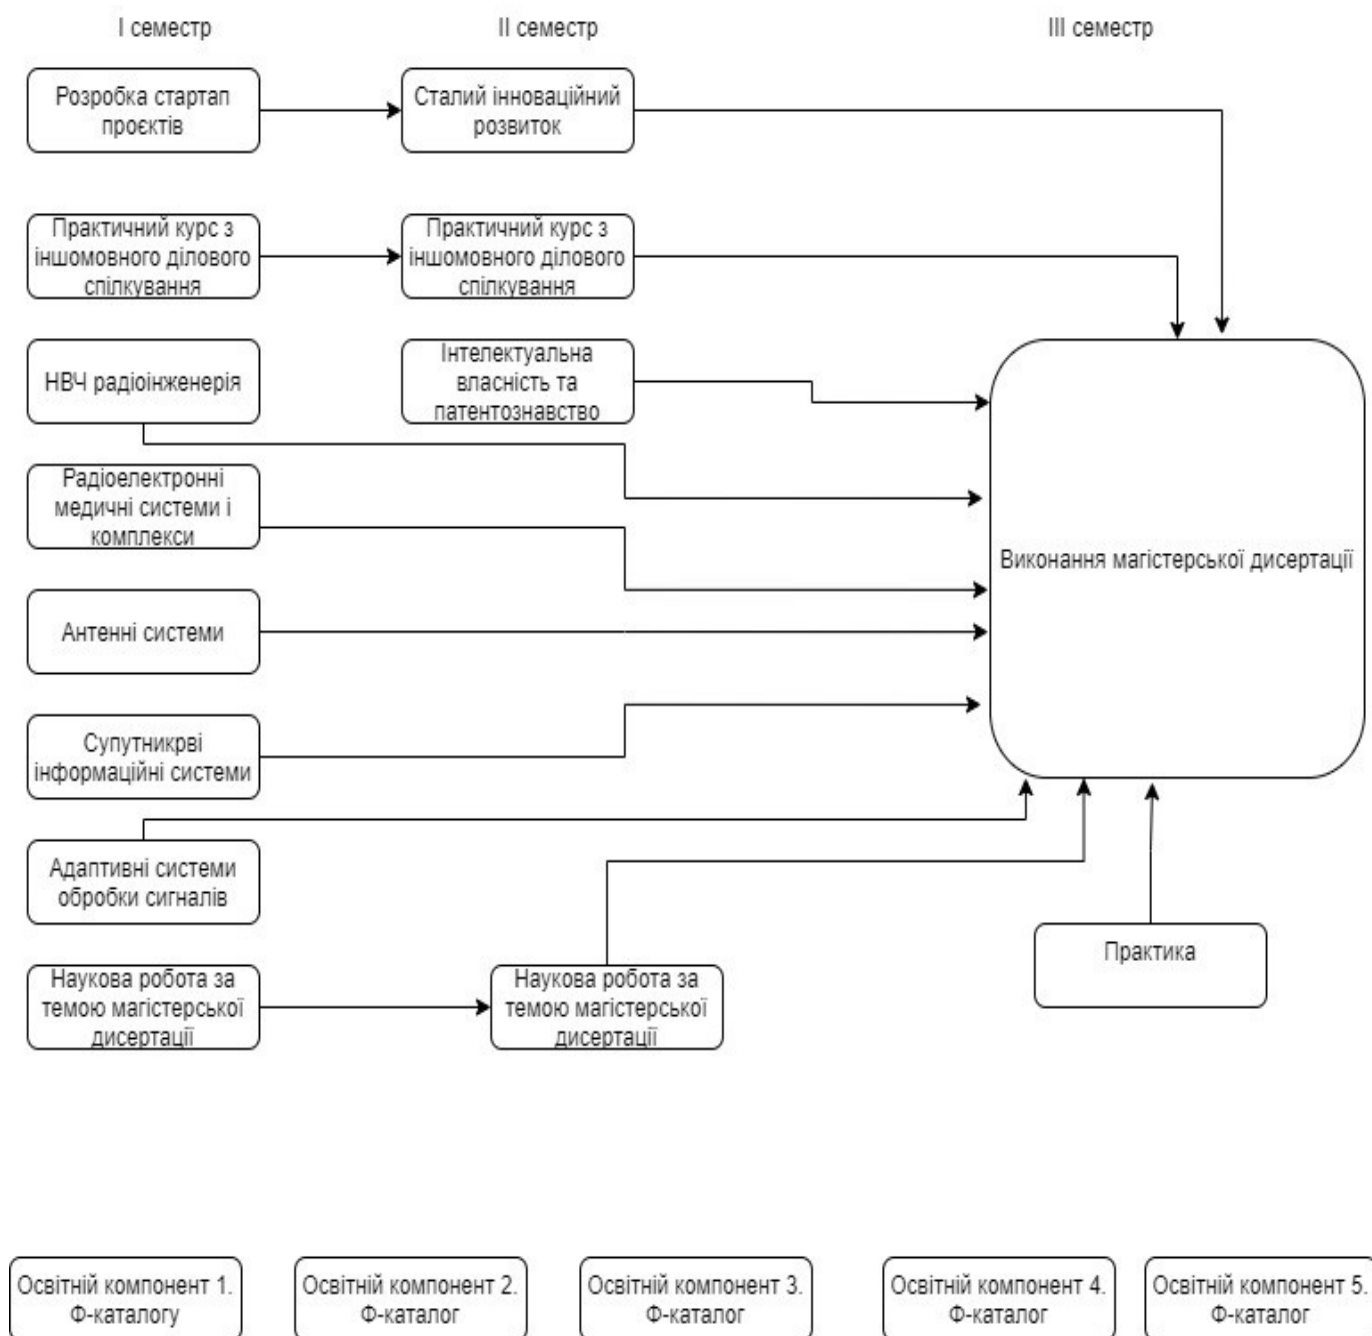 I семестр
II семестр
III семестр
Розробка стартап
проєктів
Сталий інноваційний
розвиток
Практичний курс з
іншомовного ділового
спілкування
Практичний курс з
іншомовного ділового
спілкування
НВЧ радіоінженерія
Інтелектуальна
власність та
патентознавство
Радіоелектронні
медичні системи і
комплекси
Виконання магістерської дисертації
Антенні системи
Супутникрві
інформаційні системи
Адаптивні системи
обробки сигналів
Практика
Наукова робота за
темою магістерської
дисертації
Наукова робота за
темою магістерської
дисертації
Освітній компонент 1.
Ф-каталогу
Освітній компонент 2.
Ф-каталог
Освітній компонент 3.
Ф-каталог
Освітній компонент 4.
Ф-каталог
Освітній компонент 5.
Ф-каталог